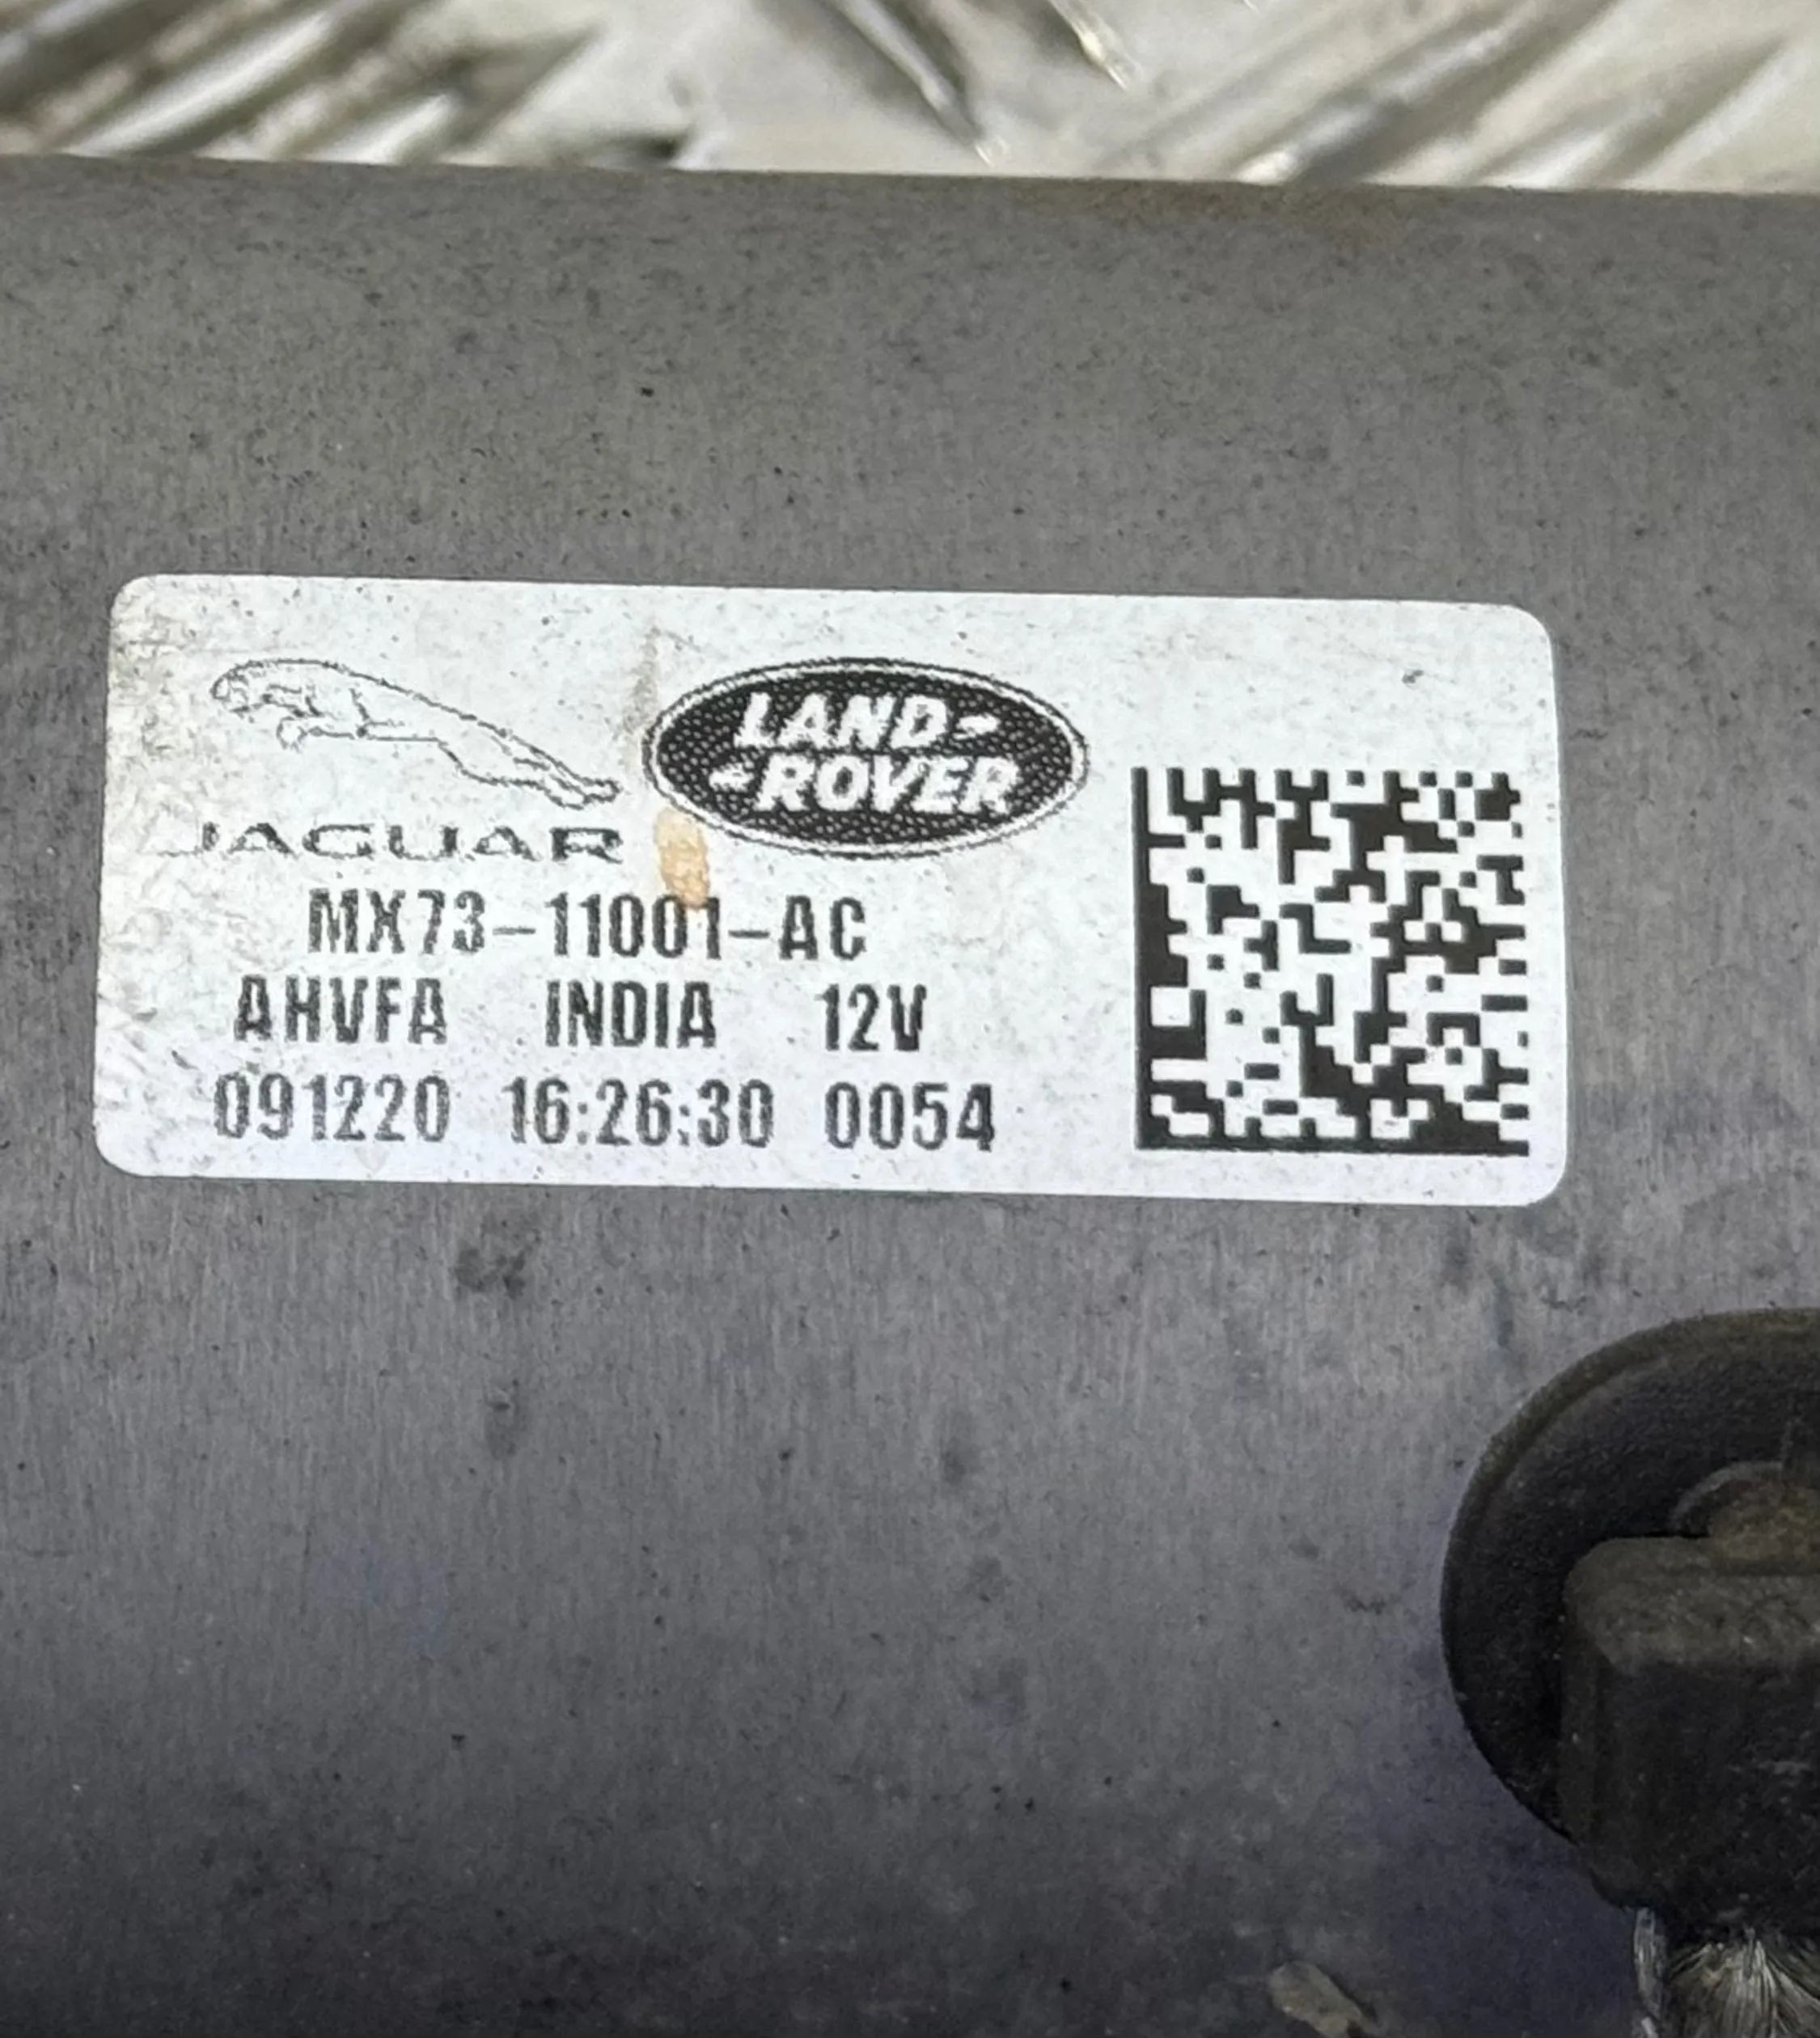 LAND-
-ROVER
JAGUAR
MX73-11001-AC
AHVFA INDIA 12V
091220 16:26:30 0054